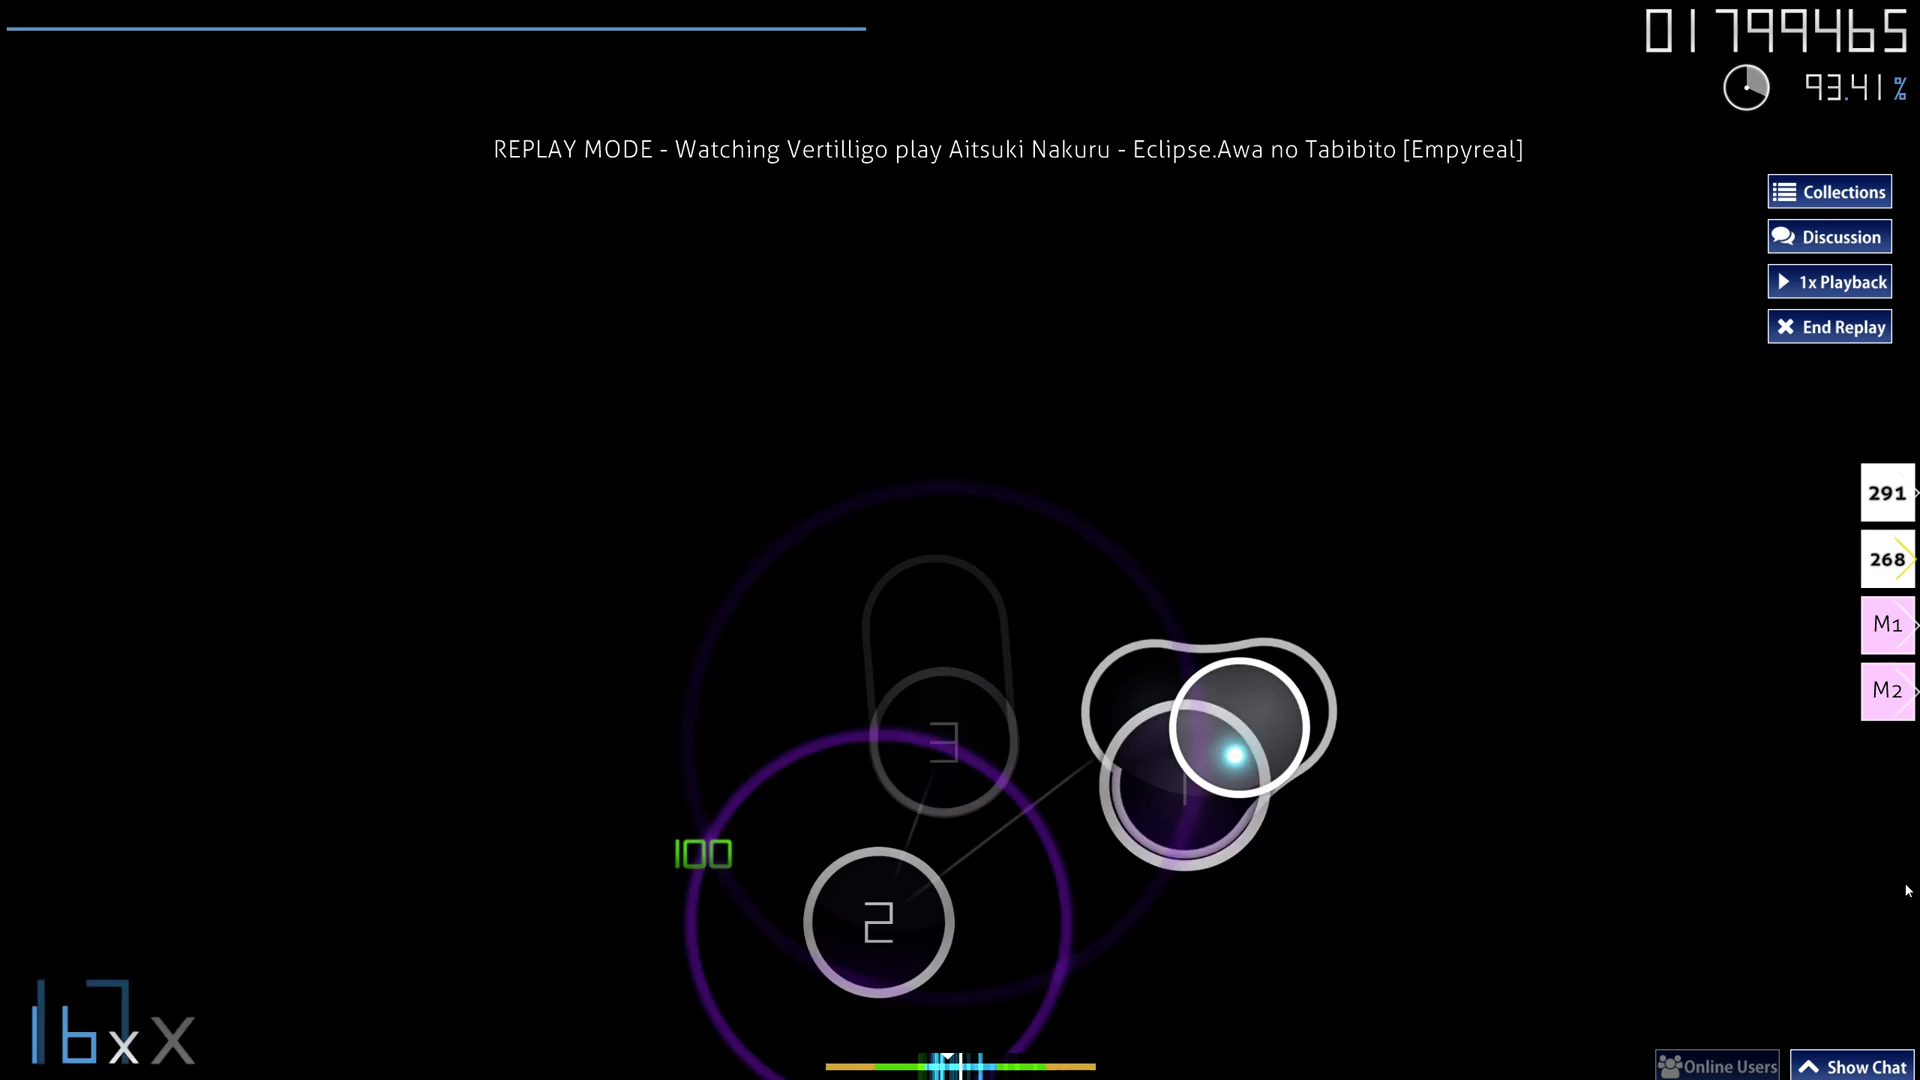 01799465
93.41%
REPLAY MODE - Watching Vertilligo play Aitsuki Nakuru - Eclipse.Awa no Tabibito [Empyreal]
Collections
Discussion
1x Playback
End Replay
291
268
M1
M2
3
1
100
2
Online Users
Show Chat